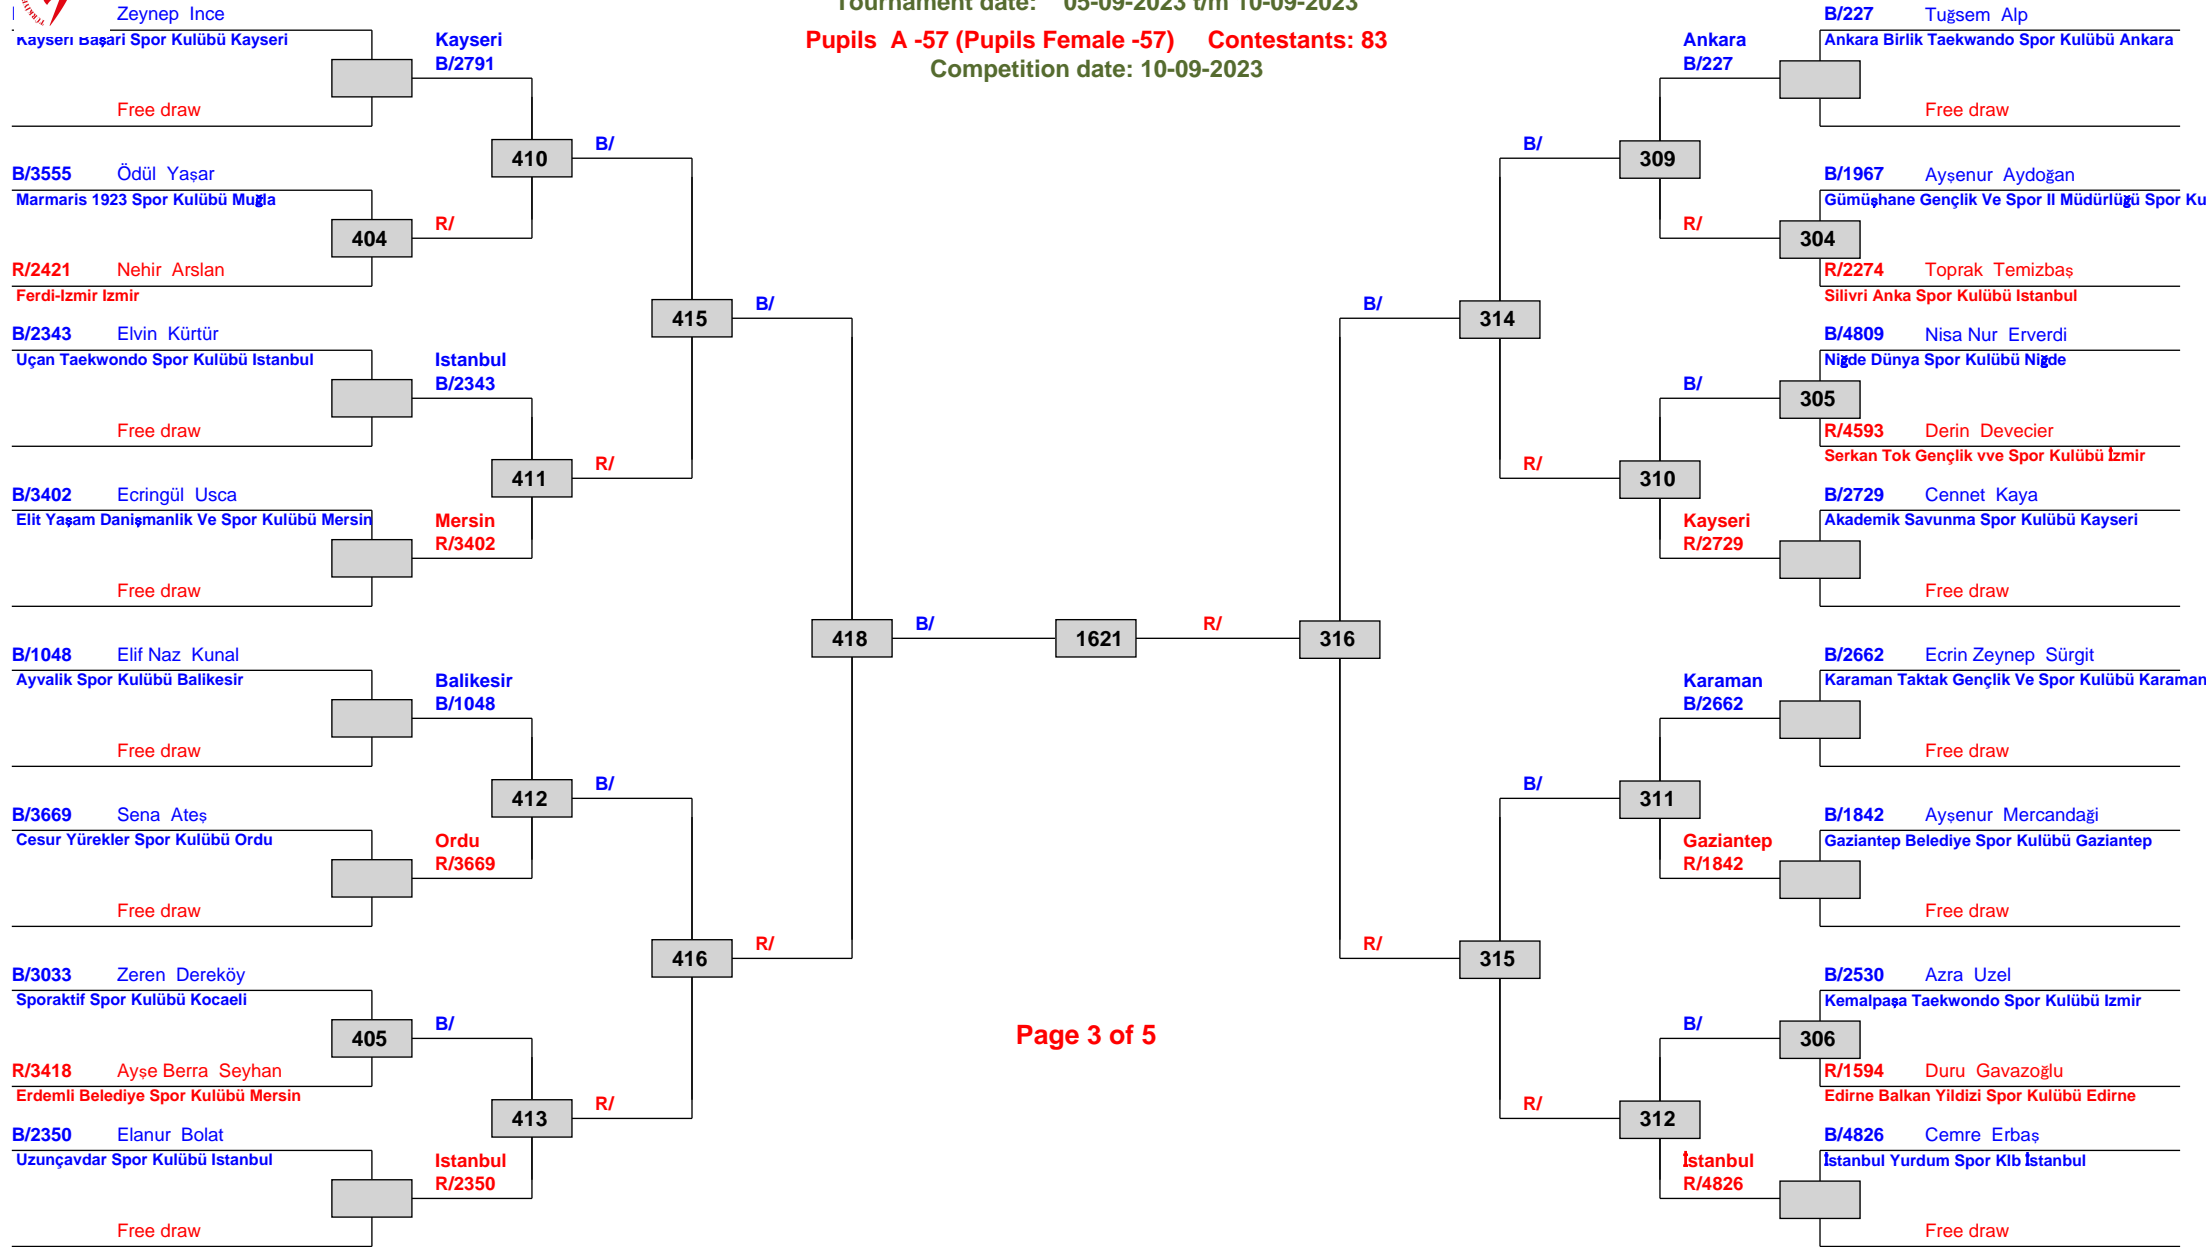 Tournament date: 05-09-2023 t/m 10-09-2023
Pupils A -57 (Pupils Female -57) Contestants: 83
Competition date: 10-09-2023
Zeynep Ince
Kayseri Başari Spor Kulübü Kayseri
Free draw
Kayseri
B/2791
B/3555 Ödül Yaşar
Marmaris 1923 Spor Kulübü Muğla
404
R/2421 Nehir Arslan
Ferdi-Izmir Izmir
410
B/
R/
B/2343 Elvin Kürtür
Uçan Taekwondo Spor Kulübü Istanbul
Free draw
Istanbul
B/2343
B/3402 Ecringül Usca
Elit Yaşam Danişmanlik Ve Spor Kulübü Mersin
Free draw
Mersin
R/3402
411
R/
415
B/
B/1048 Elif Naz Kunal
Ayvalik Spor Kulübü Balikesir
Free draw
Balikesir
B/1048
B/3669 Sena Ateş
Cesur Yürekler Spor Kulübü Ordu
Free draw
Ordu
R/3669
412
B/
B/3033 Zeren Dereköy
Sporaktif Spor Kulübü Kocaeli
405
B/
R/3418 Ayşe Berra Seyhan
Erdemli Belediye Spor Kulübü Mersin
B/2350 Elanur Bolat
Uzunçavdar Spor Kulübü Istanbul
Free draw
Istanbul
R/2350
413
R/
416
R/
418
B/
1621
R/
316
B/
314
B/
309
Ankara
B/227
B/227 Tuğsem Alp
Ankara Birlik Taekwando Spor Kulübü Ankara
Free draw
B/1967 Ayşenur Aydoğan
Gümüşhane Gençlik Ve Spor Il Müdürlüğü Spor Ku
R/
304
R/2274 Toprak Temizbaş
Silivri Anka Spor Kulübü Istanbul
B/4809 Nisa Nur Erverdi
Niğde Dünya Spor Kulübü Niğde
B/
305
R/4593 Derin Devecier
Serkan Tok Gençlik vve Spor Kulübü İzmir
R/
310
B/2729 Cennet Kaya
Akademik Savunma Spor Kulübü Kayseri
Kayseri
R/2729
Free draw
B/2662 Ecrin Zeynep Sürgit
Karaman Taktak Gençlik Ve Spor Kulübü Karaman
Karaman
B/2662
Free draw
B/
311
B/1842 Ayşenur Mercandaği
Gaziantep Belediye Spor Kulübü Gaziantep
Gaziantep
R/1842
Free draw
R/
315
B/2530 Azra Uzel
Kemalpaşa Taekwondo Spor Kulübü Izmir
B/
306
R/1594 Duru Gavazoğlu
Edirne Balkan Yildizi Spor Kulübü Edirne
R/
312
B/4826 Cemre Erbaş
İstanbul Yurdum Spor Klb İstanbul
İstanbul
R/4826
Free draw
Page 3 of 5